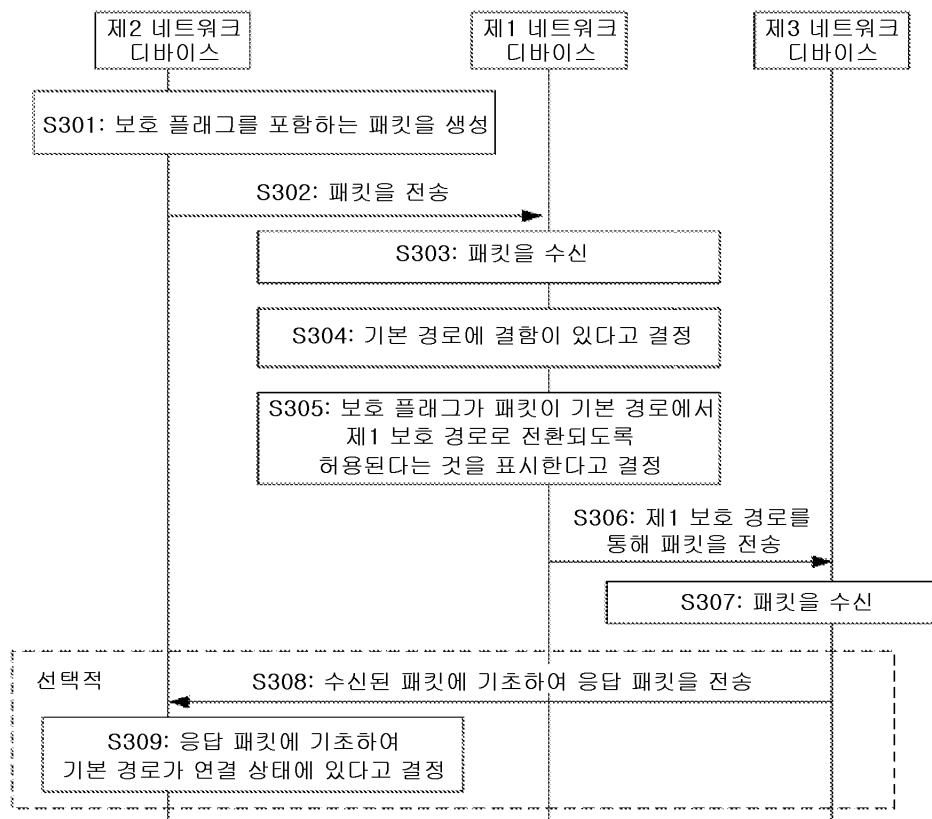 제2 네트워크
디바이스
제1 네트워크
디바이스
제3 네트워크
디바이스
S301: 보호 플래그를 포함하는 패킷을 생성
S302: 패킷을 전송
S303: 패킷을 수신
S304: 기본 경로에 결함이 있다고 결정
S305: 보호 플래그가 패킷이 기본 경로에서
제1 보호 경로로 전환되도록
허용된다는 것을 표시한다고 결정
S306: 제1 보호 경로를
통해 패킷을 전송
S307: 패킷을 수신
선택적
S308: 수신된 패킷에 기초하여 응답 패킷을 전송
S309: 응답 패킷에 기초하여
기본 경로가 연결 상태에 있다고 결정